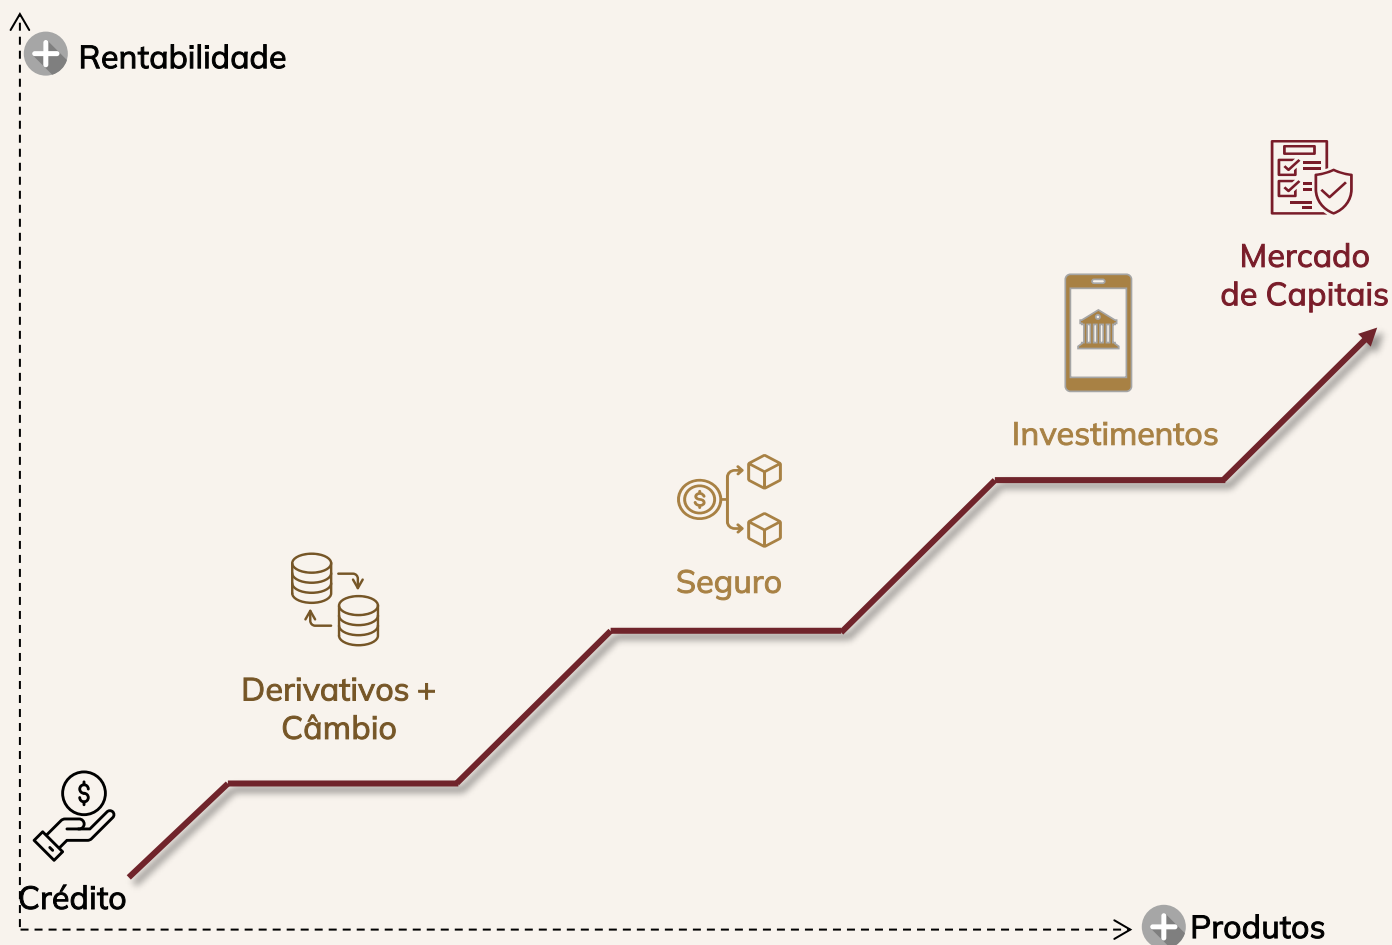 Rentabilidade
Mercado
de Capitais
Investimentos
Seguro
Derivativos +
Câmbio
Crédito
Produtos